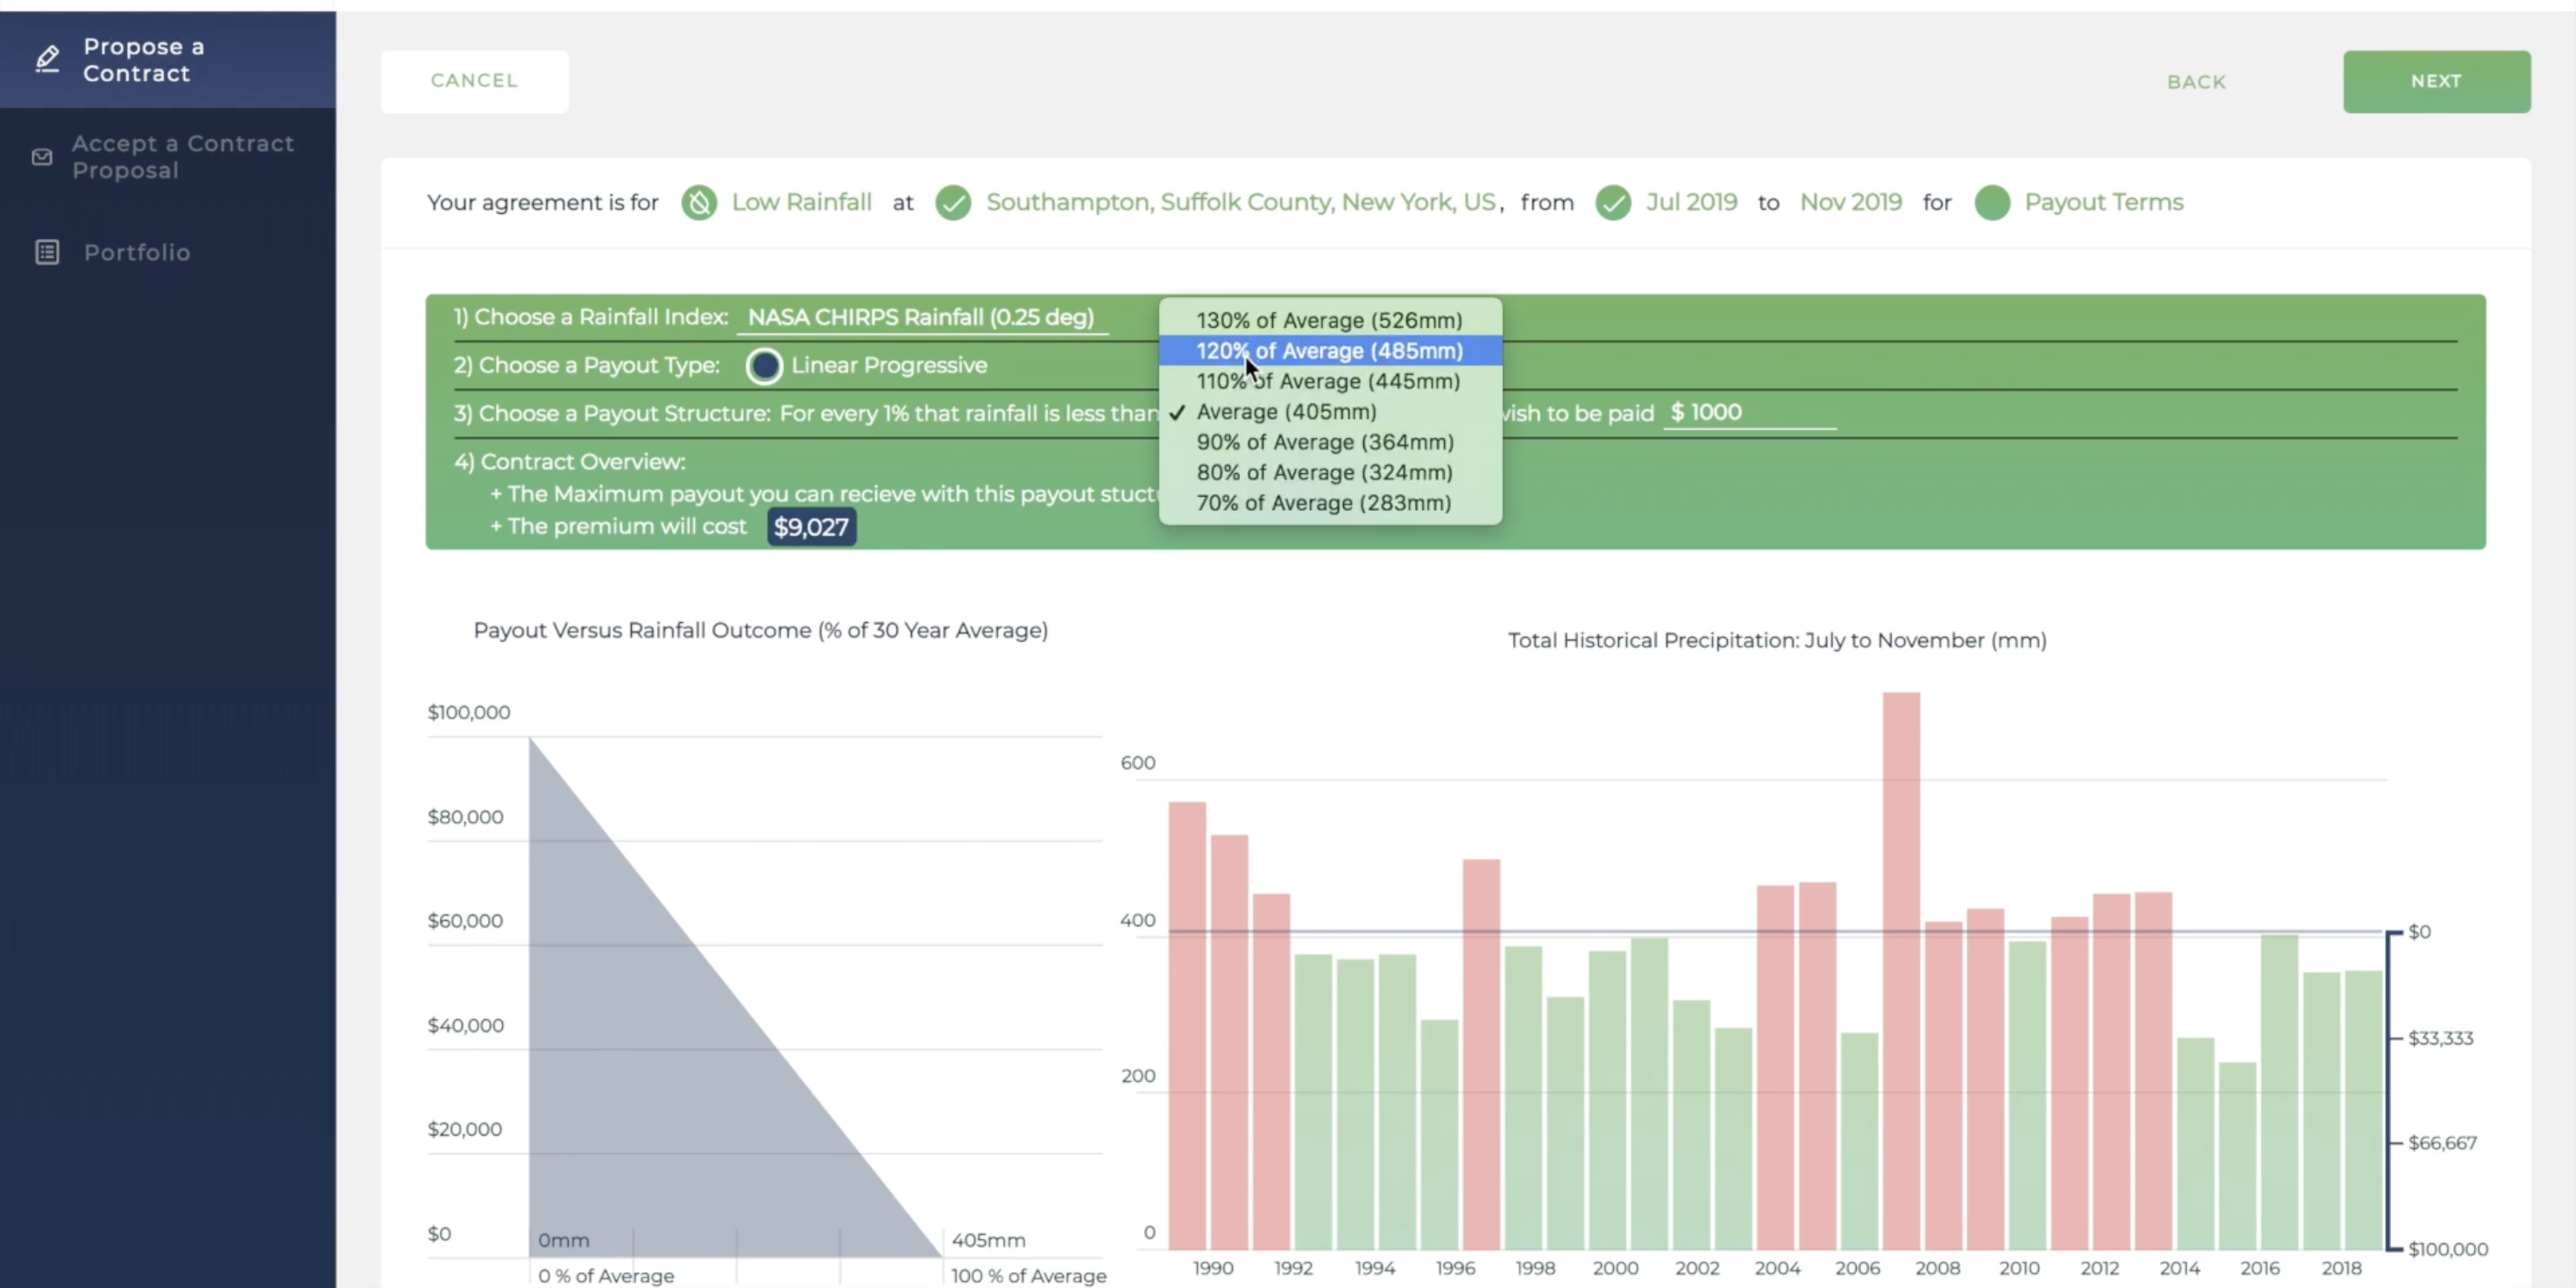 Propose a
Contract
Accept a Contract
Proposal
Portfolio
CANCEL
BACK
NEXT
Your agreement is for Low Rainfall at Southampton, Suffolk County, New York, US, from Jul 2019 to Nov 2019 for Payout Terms
1) Choose a Rainfall Index: NASA CHIRPS Rainfall (0.25 deg)
2) Choose a Payout Type: Linear Progressive
3) Choose a Payout Structure: For every 1% that rainfall is less than
wish to be paid $ 1000
4) Contract Overview:
+ The Maximum payout you can recieve with this payout
+ The premium will cost $9,027
130% of Average (526mm)
120% of Average (485mm)
110% of Average (445mm)
✓ Average (405mm)
90% of Average (364mm)
80% of Average (324mm)
70% of Average (283mm)
Payout Versus Rainfall Outcome (% of 30 Year Average)
$100,000
$80,000
$60,000
$40,000
$20,000
$0
0mm
405mm
0 % of Average
100 % of Average
Total Historical Precipitation: July to November (mm)
600
400
200
0
$0
$33,333
$66,667
$100,000
1990 1992 1994 1996 1998 2000 2002 2004 2006 2008 2010 2012 2014 2016 2018